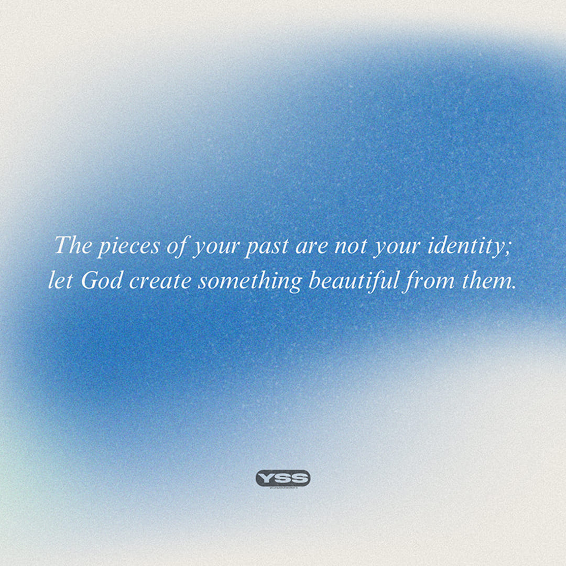 The pieces of your past are not your identity;
let God create something beautiful from them.
YSS